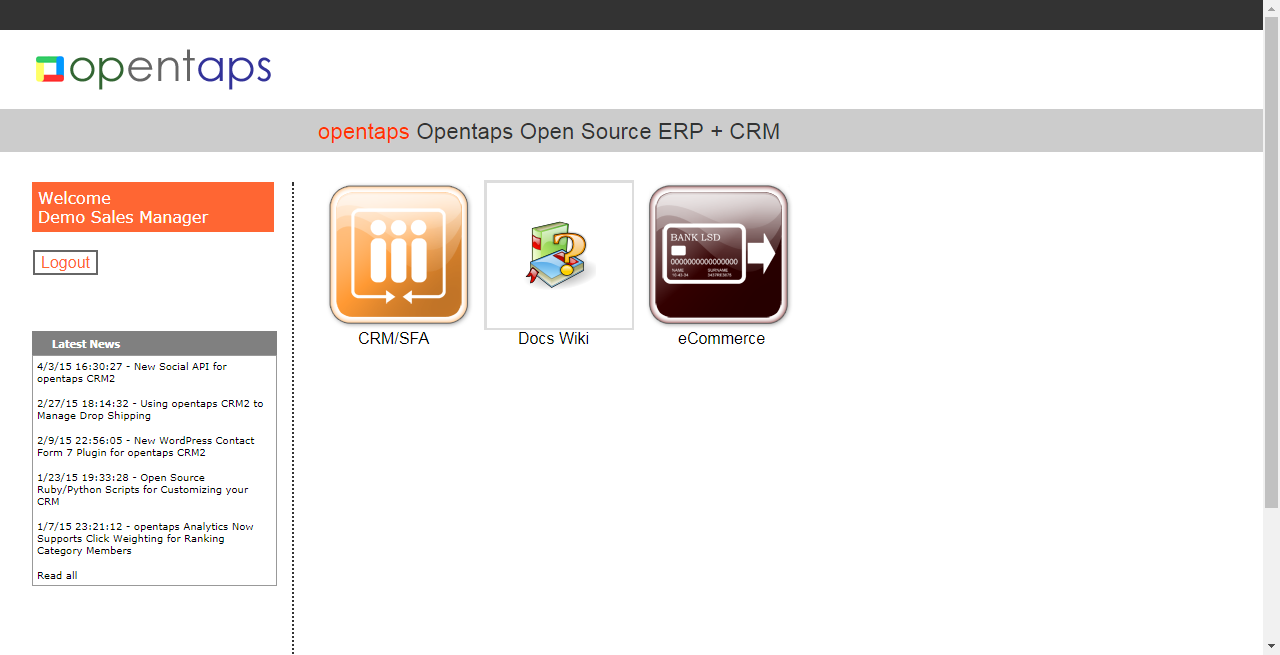 opentaps
opentaps Opentaps Open Source ERP + CRM
Welcome
Demo Sales Manager
Logout
Latest News
4/3/15 16:30:27 - New Social API for
opentaps CRM2
2/27/15 18:14:32 - Using opentaps CRM2 to
Manage Drop Shipping
2/9/15 22:56:05 - New WordPress Contact
Form 7 Plugin for opentaps CRM2
1/23/15 19:33:28 - Open Source
Ruby/Python Scripts for Customizing your
CRM
1/7/15 23:21:12 - opentaps Analytics Now
Supports Click Weighting for Ranking
Category Members
Read all
CRM/SFA
?
Docs Wiki
BANK LSD
0000000000000000
NAME SURNAME
eCommerce